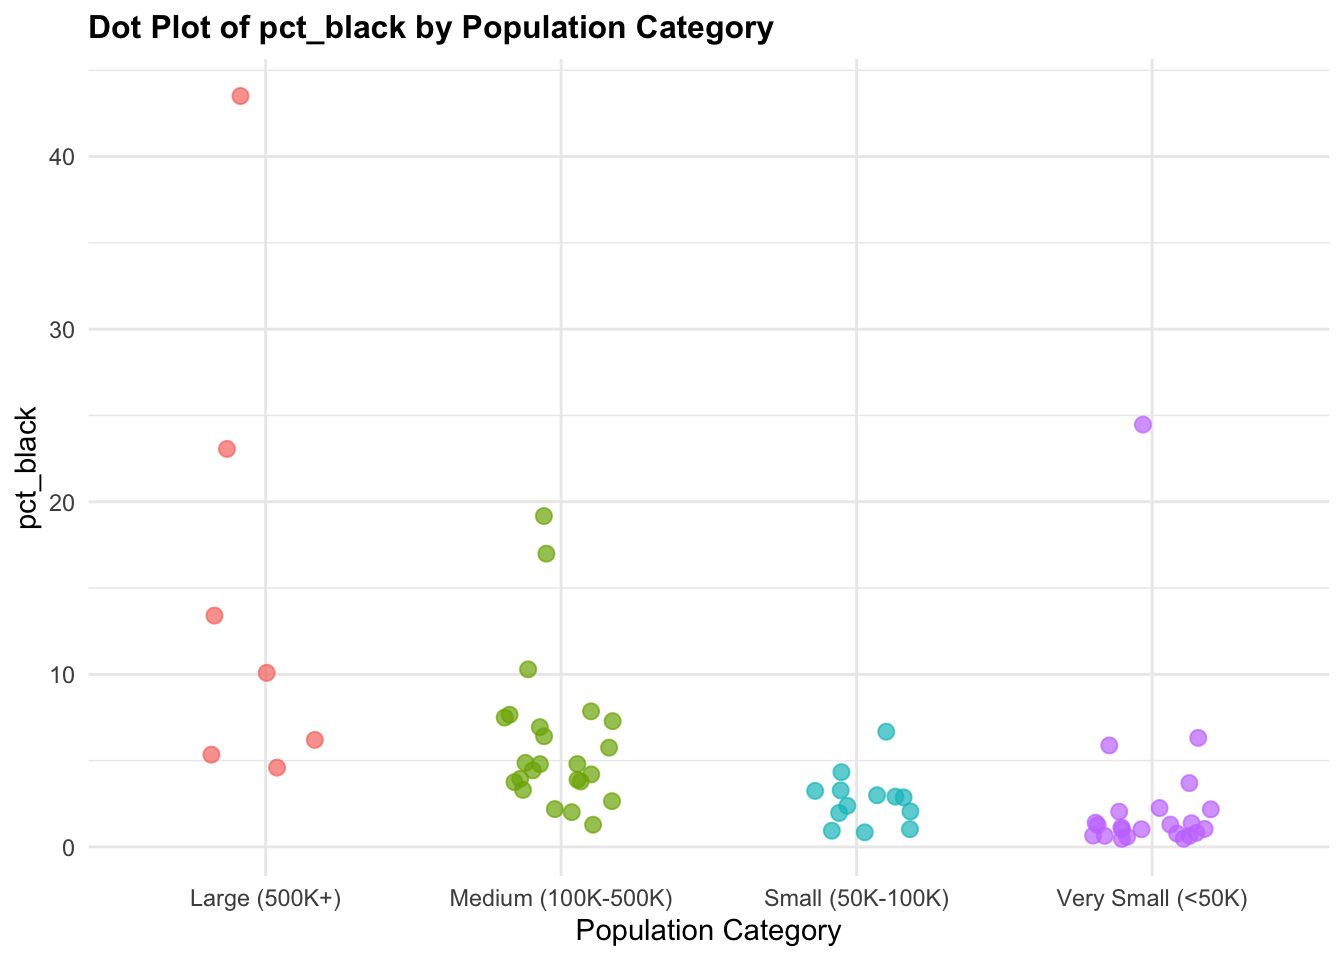 Dot Plot of pct_black by Population Category
pct_black
40
30
20
10
0
Large (500K+)
Medium (100K-500K)
Small (50K-100K)
Very Small (<50K)
Population Category